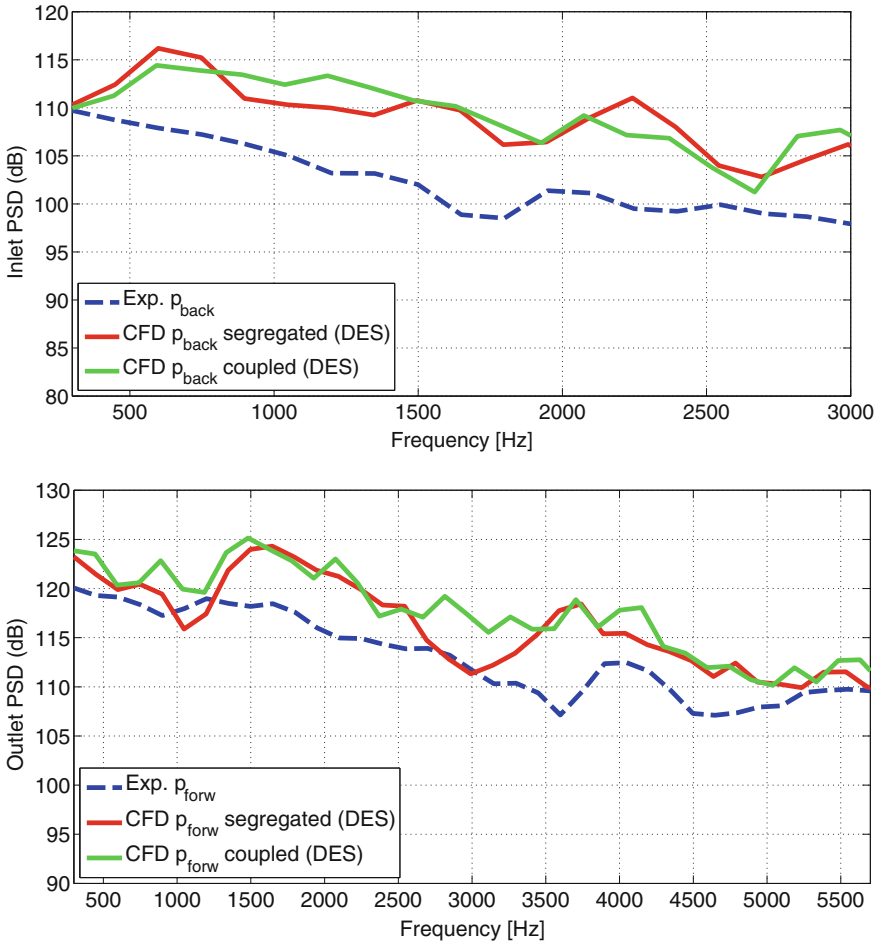 120
115
110
105
100
95
90
85
80
Inlet PSD (dB)
Exp. p_back
CFD p_back segregated (DES)
CFD p_back coupled (DES)
500 1000 1500 2000 2500 3000
Frequency [Hz]
130
125
120
115
110
105
100
95
90
Outlet PSD (dB)
Exp. p_forw
CFD p_forw segregated (DES)
CFD p_forw coupled (DES)
500 1000 1500 2000 2500 3000 3500 4000 4500 5000 5500
Frequency [Hz]